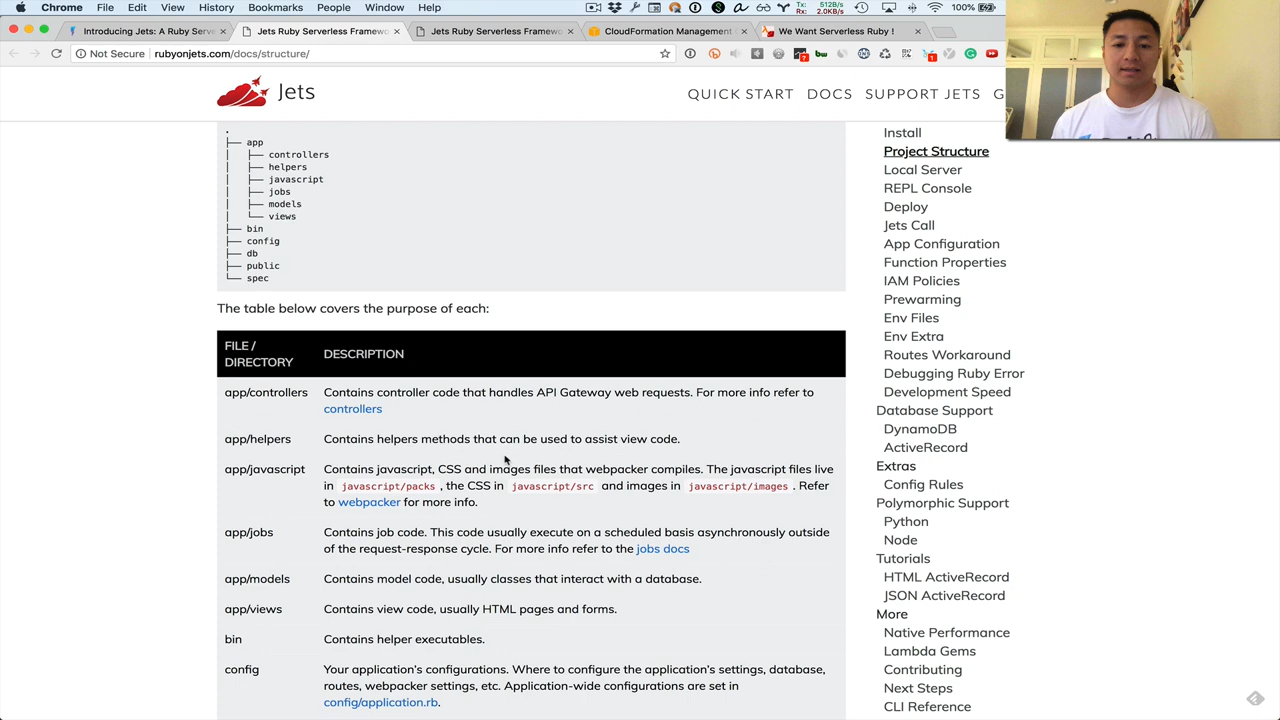 Chrome File Edit View History Bookmarks People Window Help
Tx: 512B/s
Rx: 2.0KB/s
100%
Introducing Jets: A Ruby Serv
Jets Ruby Serverless Framewo
Jets Ruby Serverless Framewo
CloudFormation Management
We Want Serverless Ruby !
Not Secure rubyonjets.com/docs/structure/
Jets
QUICK START DOCS SUPPORT JETS G
.
├── app
│   ├── controllers
│   ├── helpers
│   ├── javascript
│   ├── jobs
│   ├── models
│   └── views
├── bin
├── config
├── db
├── public
└── spec
The table below covers the purpose of each:
FILE /
DIRECTORY
DESCRIPTION
app/controllers Contains controller code that handles API Gateway web requests. For more info refer to
controllers
app/helpers Contains helpers methods that can be used to assist view code.
app/javascript Contains javascript, CSS and images files that webpacker compiles. The javascript files live
in javascript/packs , the CSS in javascript/src and images in javascript/images . Refer
to webpacker for more info.
app/jobs Contains job code. This code usually execute on a scheduled basis asynchronously outside
of the request-response cycle. For more info refer to the jobs docs
app/models Contains model code, usually classes that interact with a database.
app/views Contains view code, usually HTML pages and forms.
bin Contains helper executables.
config Your application's configurations. Where to configure the application's settings, database,
routes, webpacker settings, etc. Application-wide configurations are set in
config/application.rb.
Install
Project Structure
Local Server
REPL Console
Deploy
Jets Call
App Configuration
Function Properties
IAM Policies
Prewarming
Env Files
Env Extra
Routes Workaround
Debugging Ruby Error
Development Speed
Database Support
DynamoDB
ActiveRecord
Extras
Config Rules
Polymorphic Support
Python
Node
Tutorials
HTML ActiveRecord
JSON ActiveRecord
More
Native Performance
Lambda Gems
Contributing
Next Steps
CLI Reference